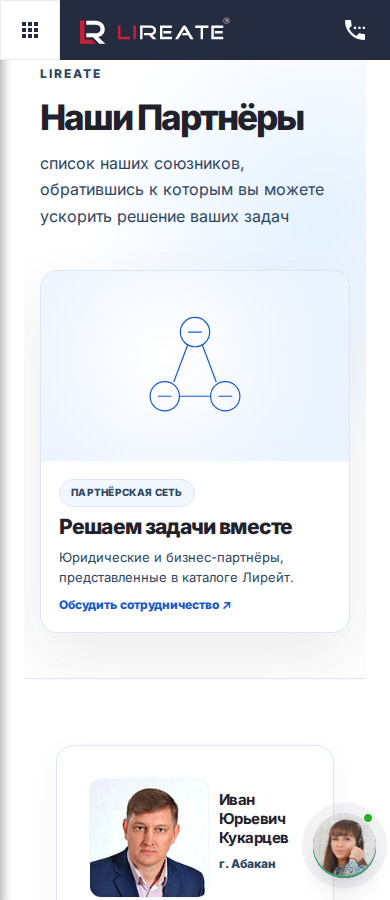 LIREATE®
LIREATE
Наши Партнёры
список наших союзников,
обратившись к которым вы можете
ускорить решение ваших задач
ПАРТНЁРСКАЯ СЕТЬ
Решаем задачи вместе
Юридические и бизнес-партнёры,
представленные в каталоге Лирейт.
Обсудить сотрудничество ↗
Иван
Юрьевич
Кукарцев
г. Абакан